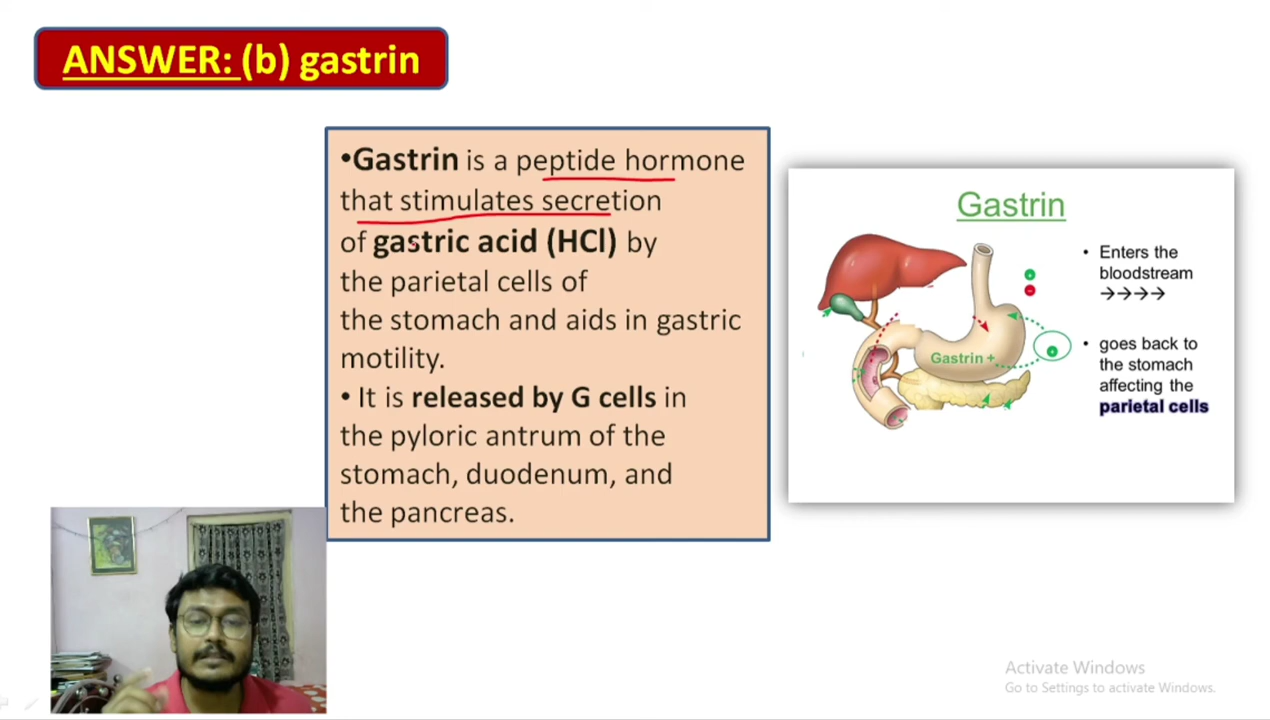 ANSWER: (b) gastrin
•Gastrin is a peptide hormone
that stimulates secretion
of gastric acid (HCl) by
the parietal cells of
the stomach and aids in gastric
motility.
• It is released by G cells in
the pyloric antrum of the
stomach, duodenum, and
the pancreas.
Gastrin
• Enters the
bloodstream
→→→→
• goes back to
the stomach
affecting the
parietal cells
Gastrin +
Activate Windows
Go to Settings to activate Windows.